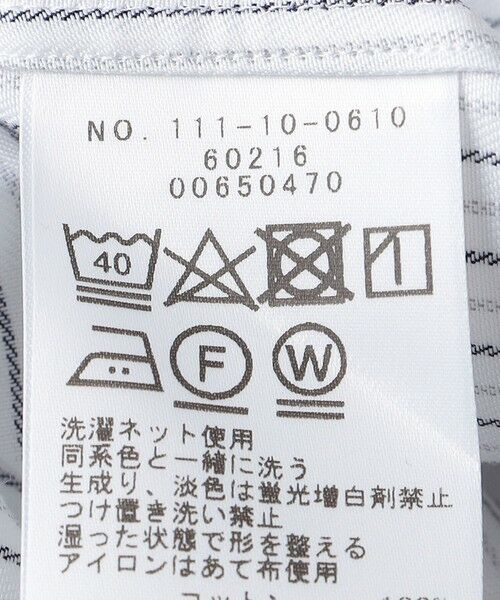 NO. 111-10-0610
60216
00650470
40
F W
洗濯ネット使用
同系色と一緒に洗う
生成り、淡色は蛍光増白剤禁止
つけ置き洗い禁止
湿った状態で形を整える
アイロンはあて布使用